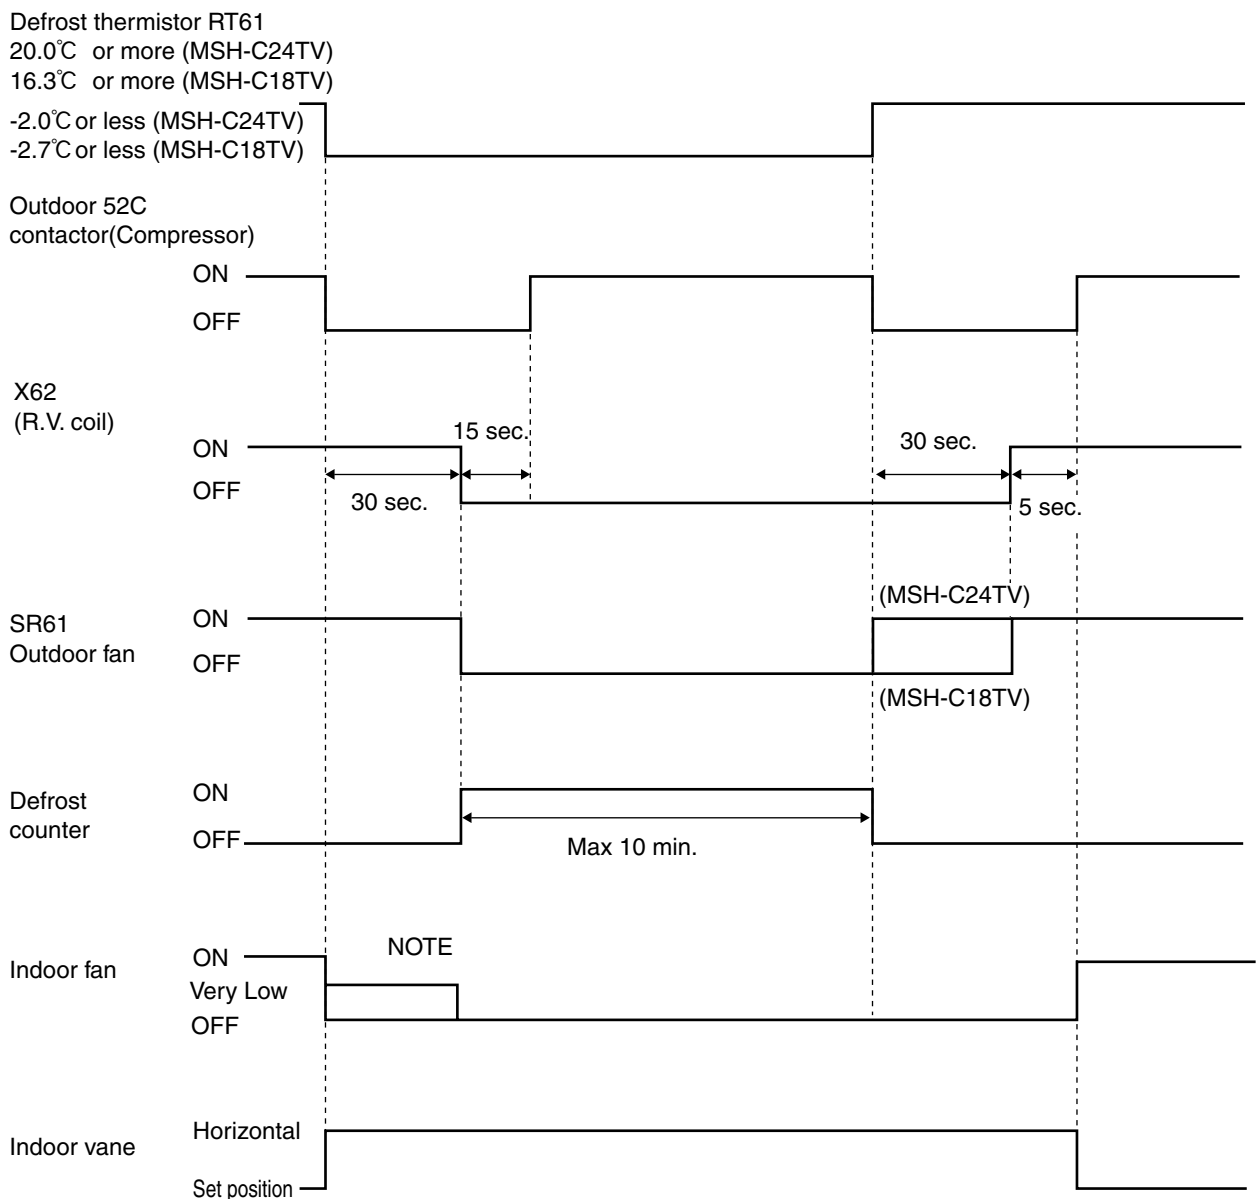 Defrost thermistor RT61
20.0℃ or more (MSH-C24TV)
16.3℃ or more (MSH-C18TV)
-2.0℃ or less (MSH-C24TV)
-2.7℃ or less (MSH-C18TV)
Outdoor 52C
contactor(Compressor)
ON
OFF
X62
(R.V. coil)
ON
OFF
15 sec.
30 sec.
30 sec.
5 sec.
SR61
Outdoor fan
ON
OFF
(MSH-C24TV)
(MSH-C18TV)
Defrost
counter
ON
OFF
Max 10 min.
Indoor fan
ON
Very Low
OFF
NOTE
Indoor vane
Horizontal
Set position